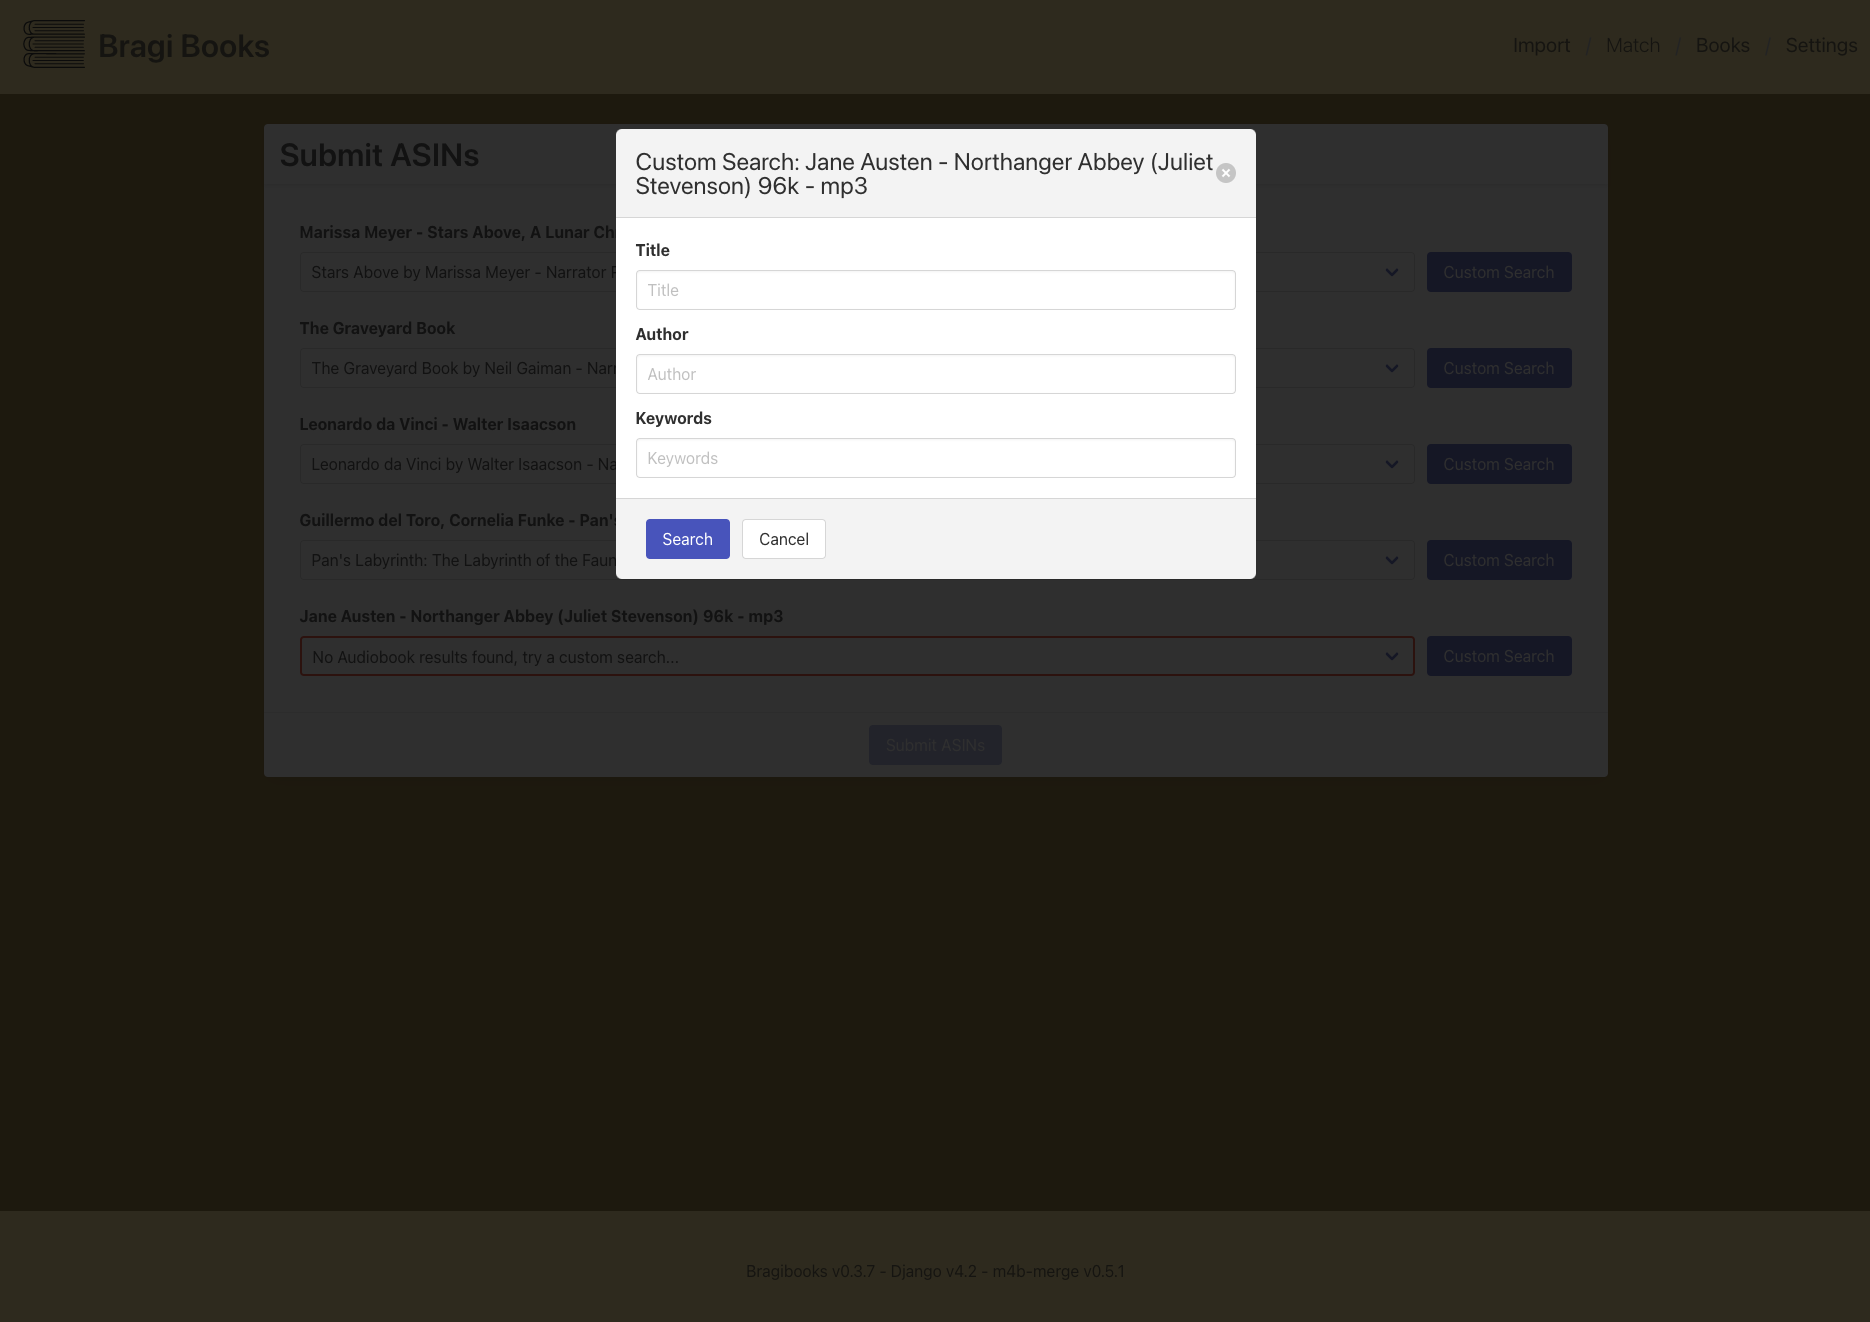 Bragi Books
Import / Match / Books / Settings
Submit ASINs
Custom Search: Jane Austen - Northanger Abbey (Juliet
Stevenson) 96k - mp3
Title
Title
Author
Author
Keywords
Keywords
Search
Cancel
Marissa Meyer - Stars Above, A Lunar
Stars Above by Marissa Meyer - Narrator
Custom Search
The Graveyard Book
The Graveyard Book by Neil Gaiman -
Custom Search
Leonardo da Vinci - Walter Isaacson
Leonardo da Vinci by Walter Isaacson -
Custom Search
Guillermo del Toro, Cornelia Funke - Pan's
Pan's Labyrinth: The Labyrinth of the Faun
Custom Search
Jane Austen - Northanger Abbey (Juliet Stevenson) 96k - mp3
No Audiobook results found, try a custom search...
Custom Search
Submit ASINs
Bragibooks v0.3.7 - Django v4.2 - m4b-merge v0.5.1